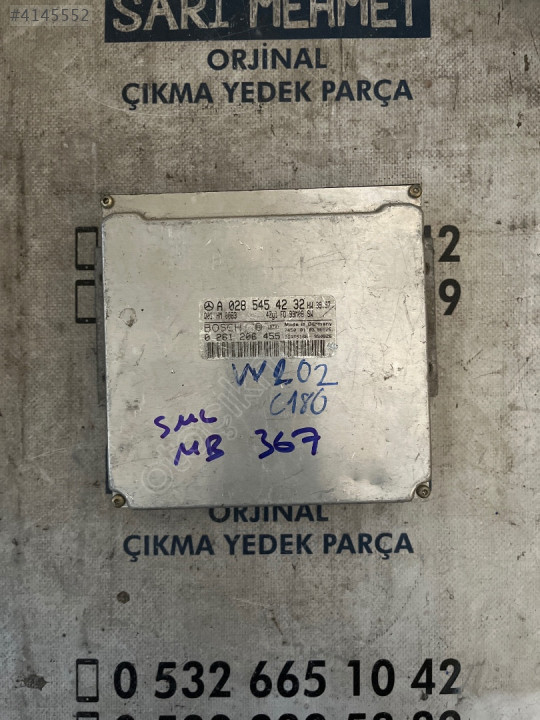 #4145552
SARI MEHMET
ORJİNAL
ÇIKMA YEDEK PARÇA
A 028 545 42 32
BOSCH
Made in Germany
0 261 206 455
W202
C180
SML
MB 367
ORJİNAL
ÇIKMA YEDEK PARÇA
0 532 665 10 42